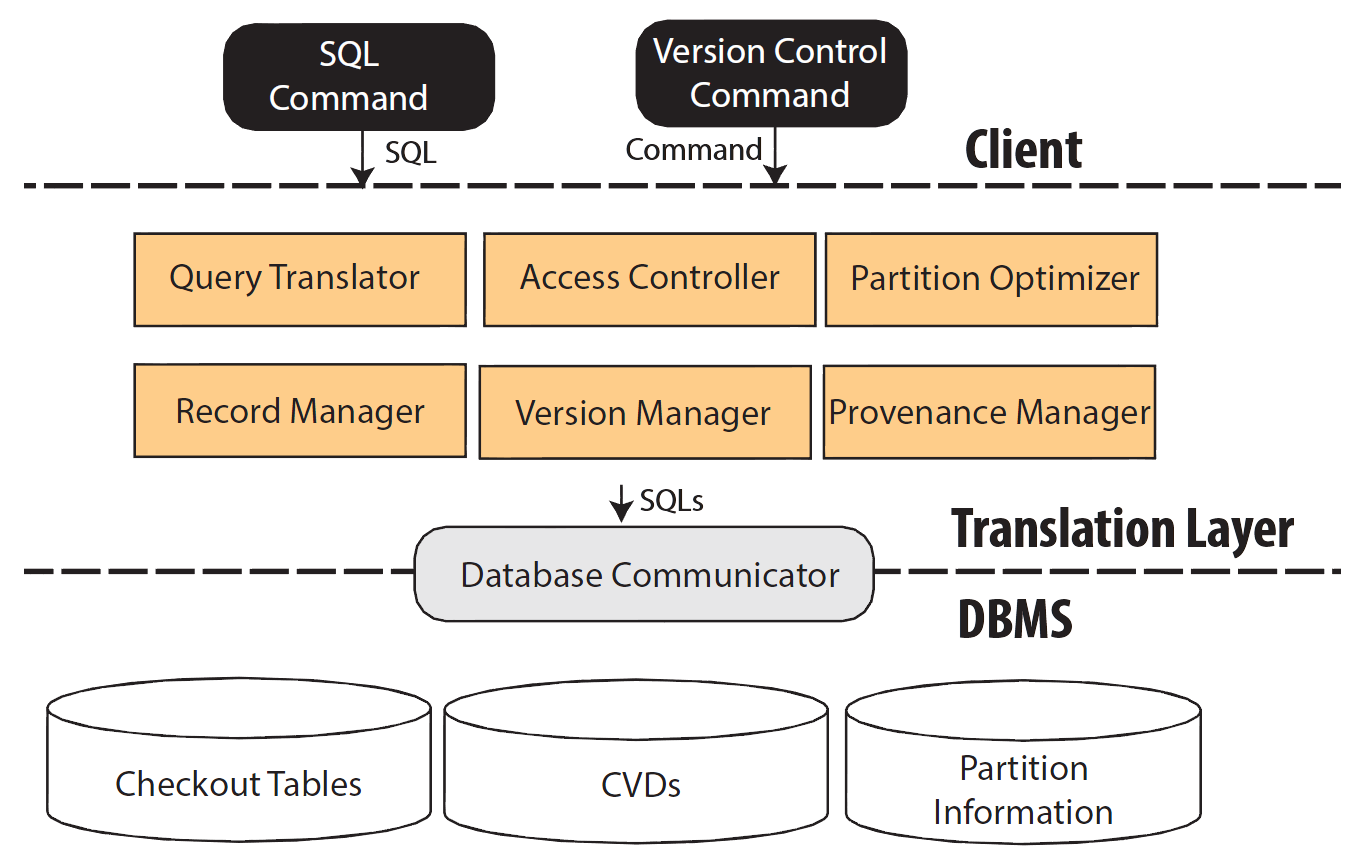 SQL
Command
Version Control
Command
SQL
Command
Client
Query Translator
Access Controller
Partition Optimizer
Record Manager
Version Manager
Provenance Manager
SQLs
Translation Layer
Database Communicator
DBMS
Checkout Tables
CVDs
Partition
Information